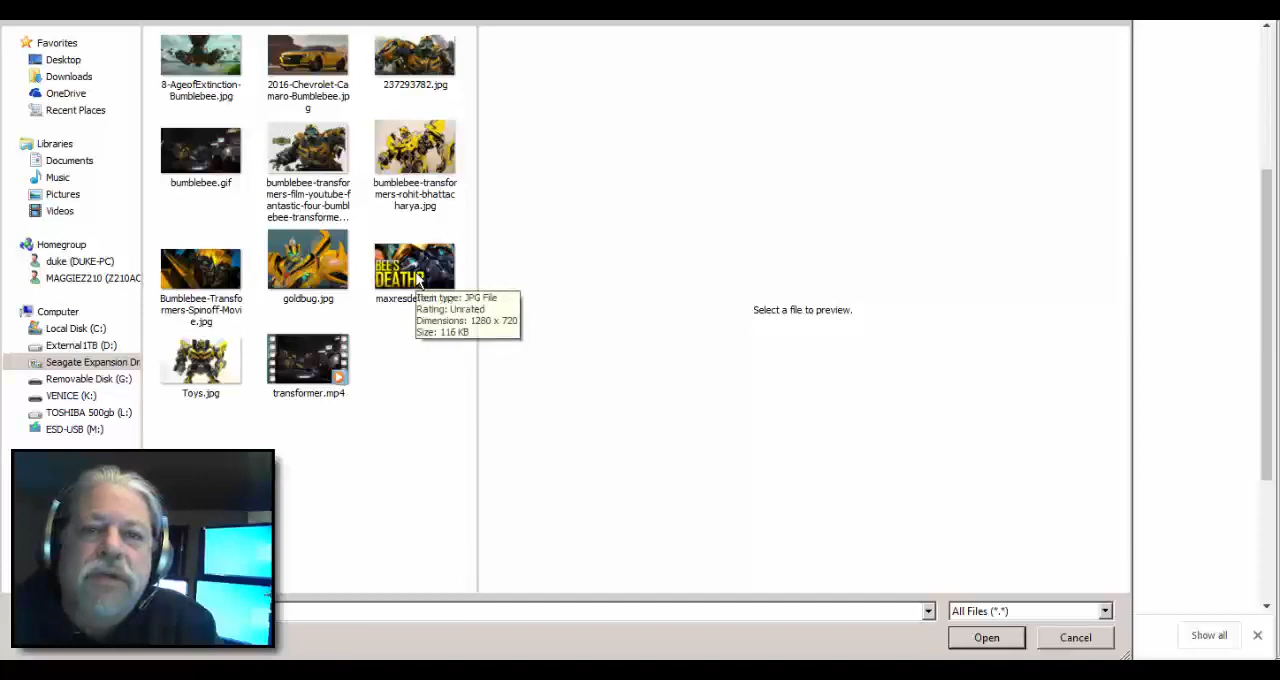 Favorites
Desktop
Downloads
OneDrive
Recent Places
Libraries
Documents
Music
Pictures
Videos
Homegroup
duke (DUKE-PC)
MAGGIEZ210 (Z210AC
Computer
Local Disk (C:)
External1TB (D:)
Seagate Expansion Dr
Removable Disk (G:)
VENICE (K:)
TOSHIBA 500gb (L:)
ESD-USB (M:)
8-AgeofExtinction-
Bumblebee.jpg
2016-Chevrolet-Ca
maro-Bumblebee.jp
g
237293782.jpg
bumblebee.gif
bumblebee-transfor
mers-film-youtube-f
antastic-four-bumbl
ebee-transforme...
bumblebee-transfor
mers-rohit-bhattac
harya.jpg
Bumblebee-Transfo
rmers-Spinoff-Movi
e.jpg
goldbug.jpg
BEE'S
DEATH
Item type: JPG File
Rating: Unrated
Dimensions: 1280 x 720
Size: 116 KB
Toys.jpg
transformer.mp4
Select a file to preview.
All Files (*.*)
Open
Cancel
Show all